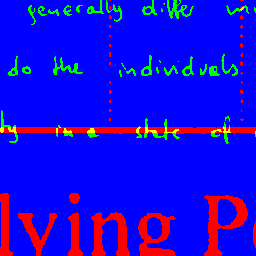 generally differ
do the individuals
in a state of
lving